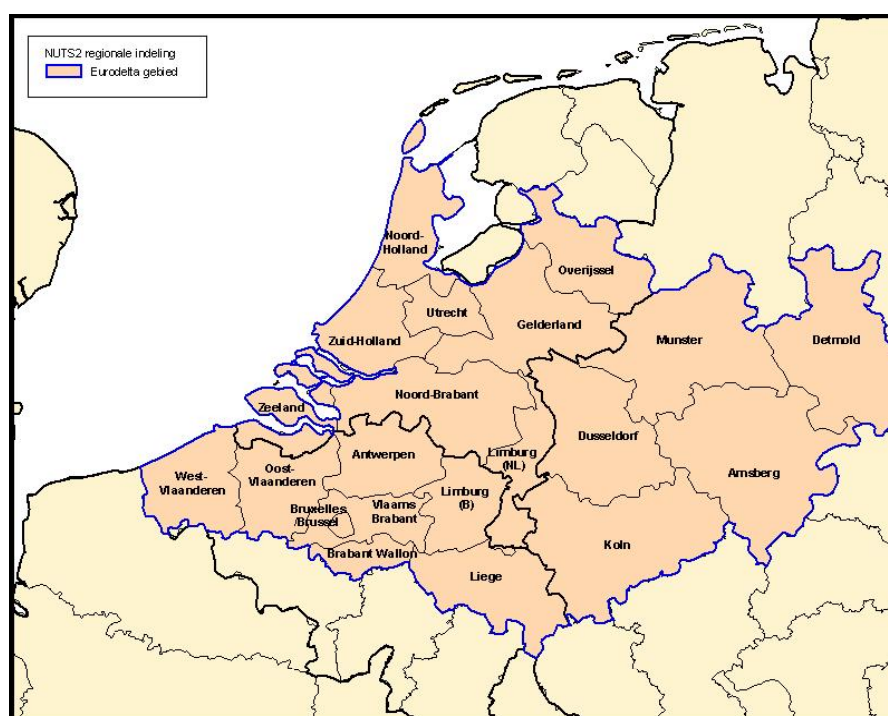 NUTS2 regionale indeling
Eurodelta gebied
Noord-
Holland
Overijssel
Utrecht
Gelderland
Zuid-Holland
Munster
Detmold
Noord-Brabant
Zeeland
Dusseldorf
Antwerpen
Limburg
(NL)
West-
Vlaanderen
Oost-
Vlaanderen
Arnsberg
Limburg
(B)
Bruxelles
/Brussel
Vlaams
Brabant
Koln
Brabant Wallon
Liege